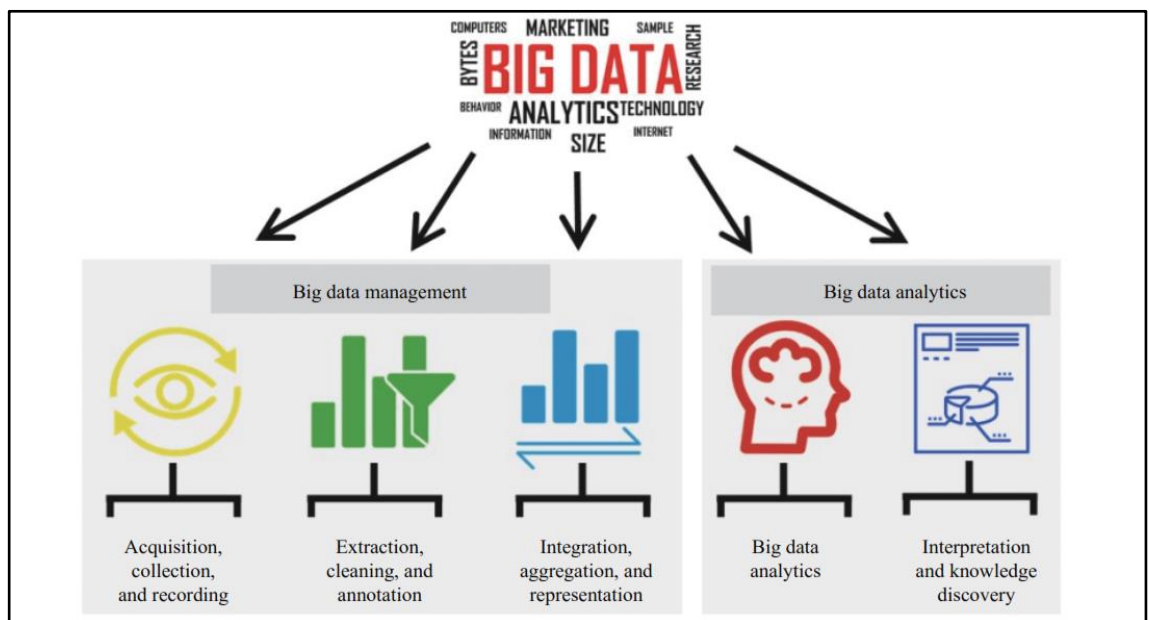 COMPUTERS MARKETING SAMPLE
BYTES BIG DATA RESEARCH
BEHAVIOR ANALYTICS TECHNOLOGY
INFORMATION SIZE INTERNET
Big data management
Acquisition,
collection,
and recording
Extraction,
cleaning, and
annotation
Integration,
aggregation, and
representation
Big data analytics
Big data
analytics
Interpretation
and knowledge
discovery